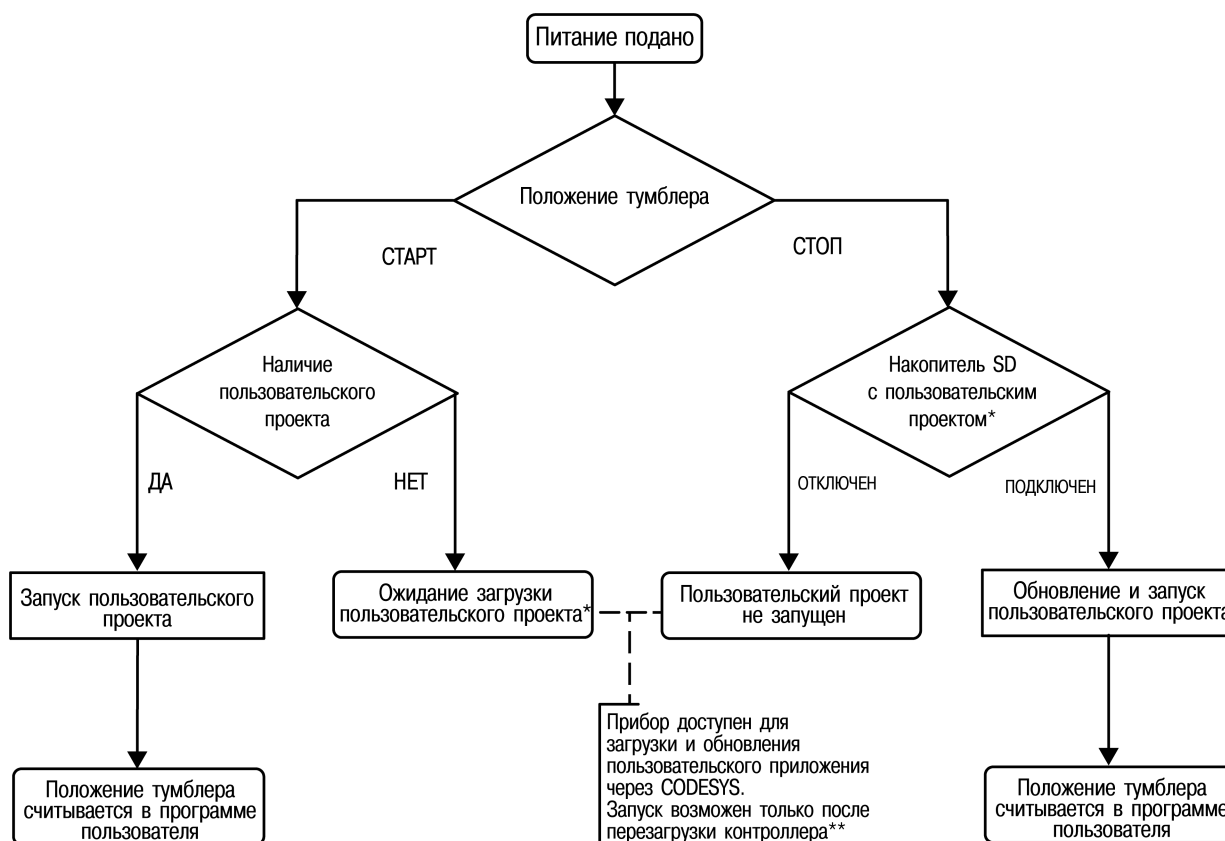 Питание подано
Положение тумблера
СТАРТ
СТОП
Наличие
пользовательского
проекта
Накопитель SD
с пользовательским
проектом*
ДА
НЕТ
ОТКЛЮЧЕН
ПОДКЛЮЧЕН
Запуск пользовательского
проекта
Ожидание загрузки
пользовательского проекта*
Пользовательский проект
не запущен
Обновление и запуск
пользовательского проекта
Прибор доступен для
загрузки и обновления
пользовательского приложения
через CODESYS.
Запуск возможен только после
перезагрузки контроллера**
Положение тумблера
считывается в программе
пользователя
Положение тумблера
считывается в программе
пользователя